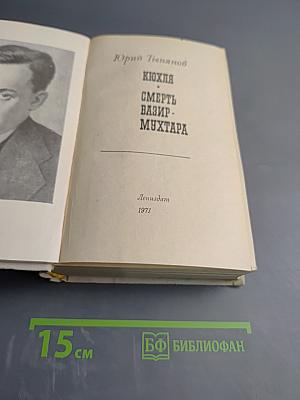 Юрий Тынянов
КЮХЛЯ
•
СМЕРТЬ
ВАЗИР-
МУХТАРА
Лениздат
1971
15 см
БФ БИБЛИОФАН